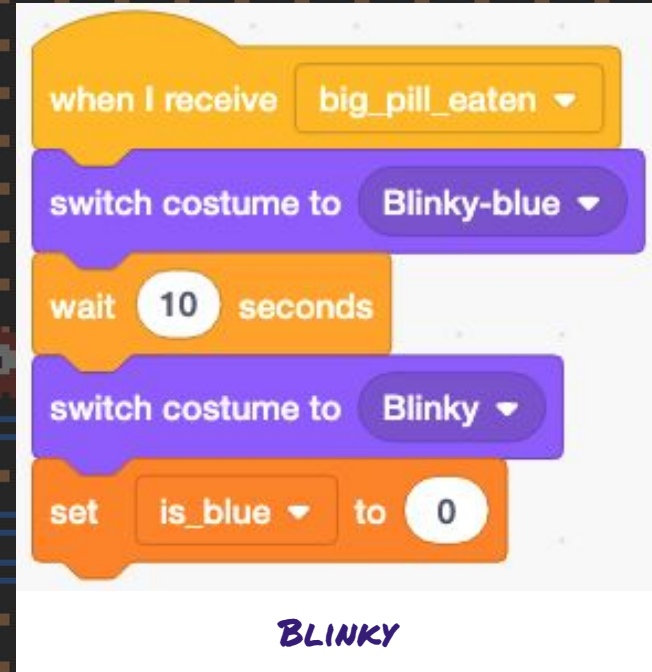 when I receive big_pill_eaten
switch costume to Blinky-blue
wait 10 seconds
switch costume to Blinky
set is_blue to 0
BLINKY